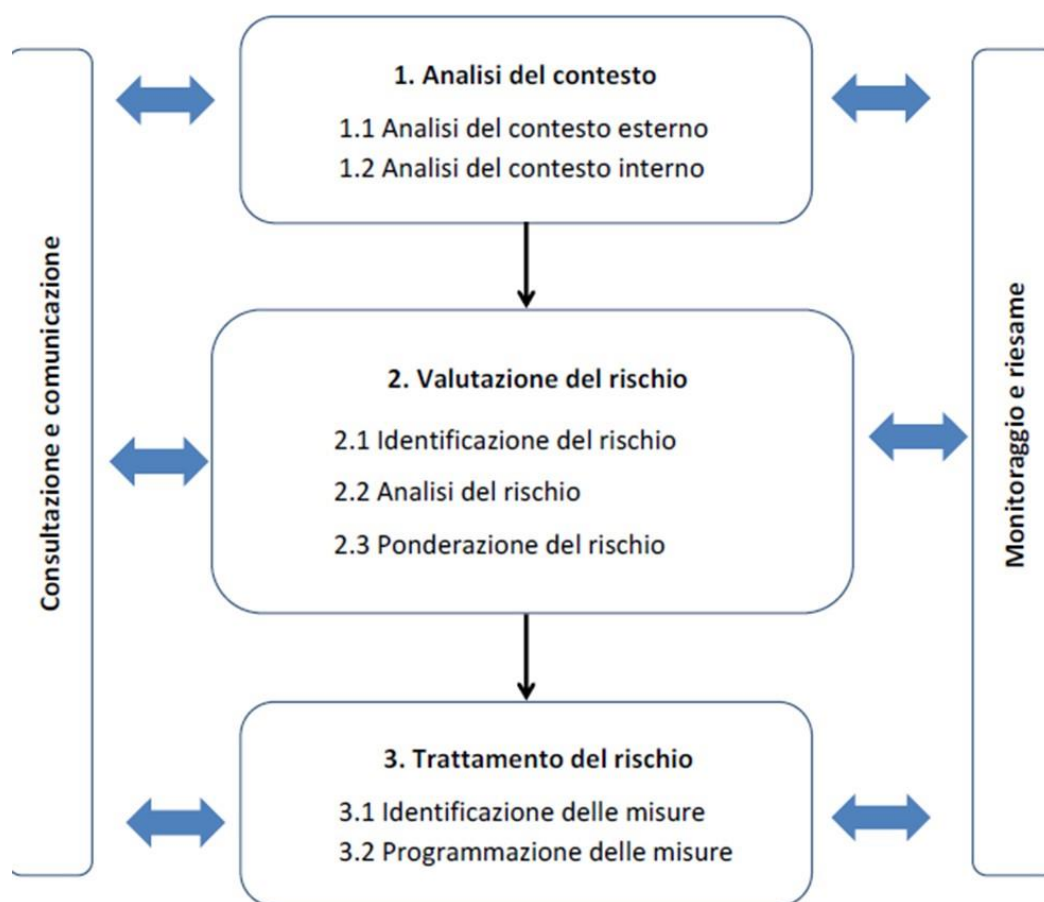 Consultazione e comunicazione
1. Analisi del contesto
1.1 Analisi del contesto esterno
1.2 Analisi del contesto interno
2. Valutazione del rischio
2.1 Identificazione del rischio
2.2 Analisi del rischio
2.3 Ponderazione del rischio
3. Trattamento del rischio
3.1 Identificazione delle misure
3.2 Programmazione delle misure
Monitoraggio e riesame